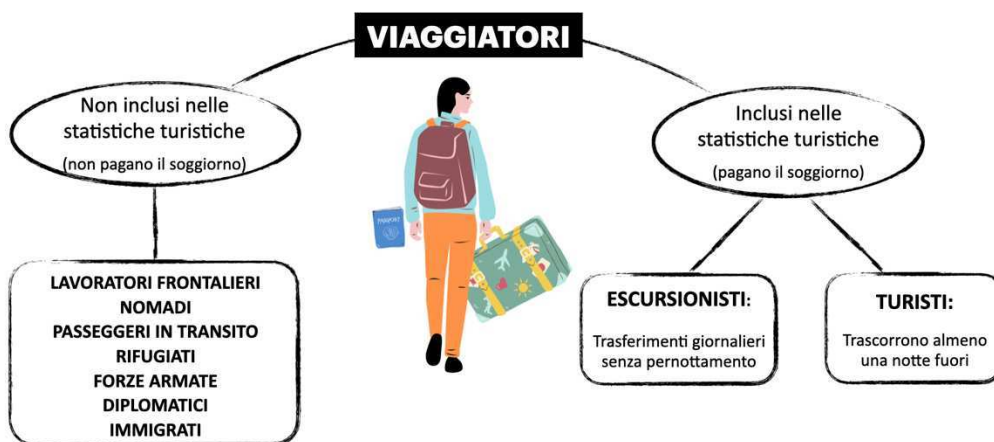 VIAGGIATORI
Non inclusi nelle
statistiche turistiche
(non pagano il soggiorno)
Inclusi nelle
statistiche turistiche
(pagano il soggiorno)
PASSPORT
LAVORATORI FRONTALIERI
NOMADI
PASSEGGERI IN TRANSITO
RIFUGIATI
FORZE ARMATE
DIPLOMATICI
IMMIGRATI
ESCURSIONISTI:
Trasferimenti giornalieri
senza pernottamento
TURISTI:
Trascorrono almeno
una notte fuori